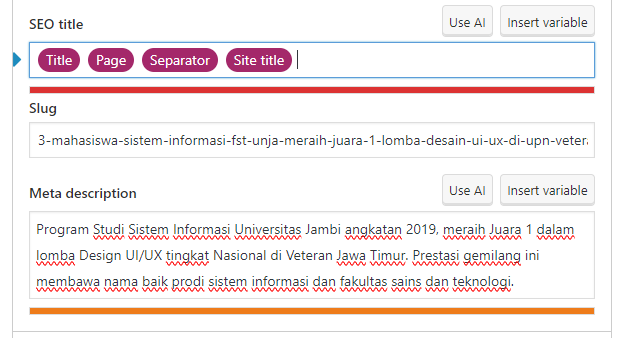 SEO title
Use AI
Insert variable
Title Page Separator Site title
Slug
3-mahasiswa-sistem-informasi-fst-unja-meraih-juara-1-lomba-desain-ui-ux-di-upn-vetera
Meta description
Use AI
Insert variable
Program Studi Sistem Informasi Universitas Jambi angkatan 2019, meraih Juara 1 dalam
lomba Design UI/UX tingkat Nasional di Veteran Jawa Timur. Prestasi gemilang ini
membawa nama baik prodi sistem informasi dan fakultas sains dan teknologi.